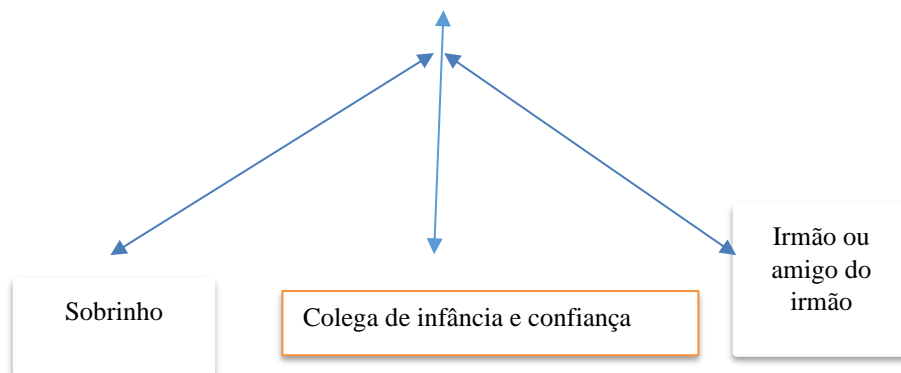 Sobrinho
Colega de infância e confiança
Irmão ou
amigo do
irmão